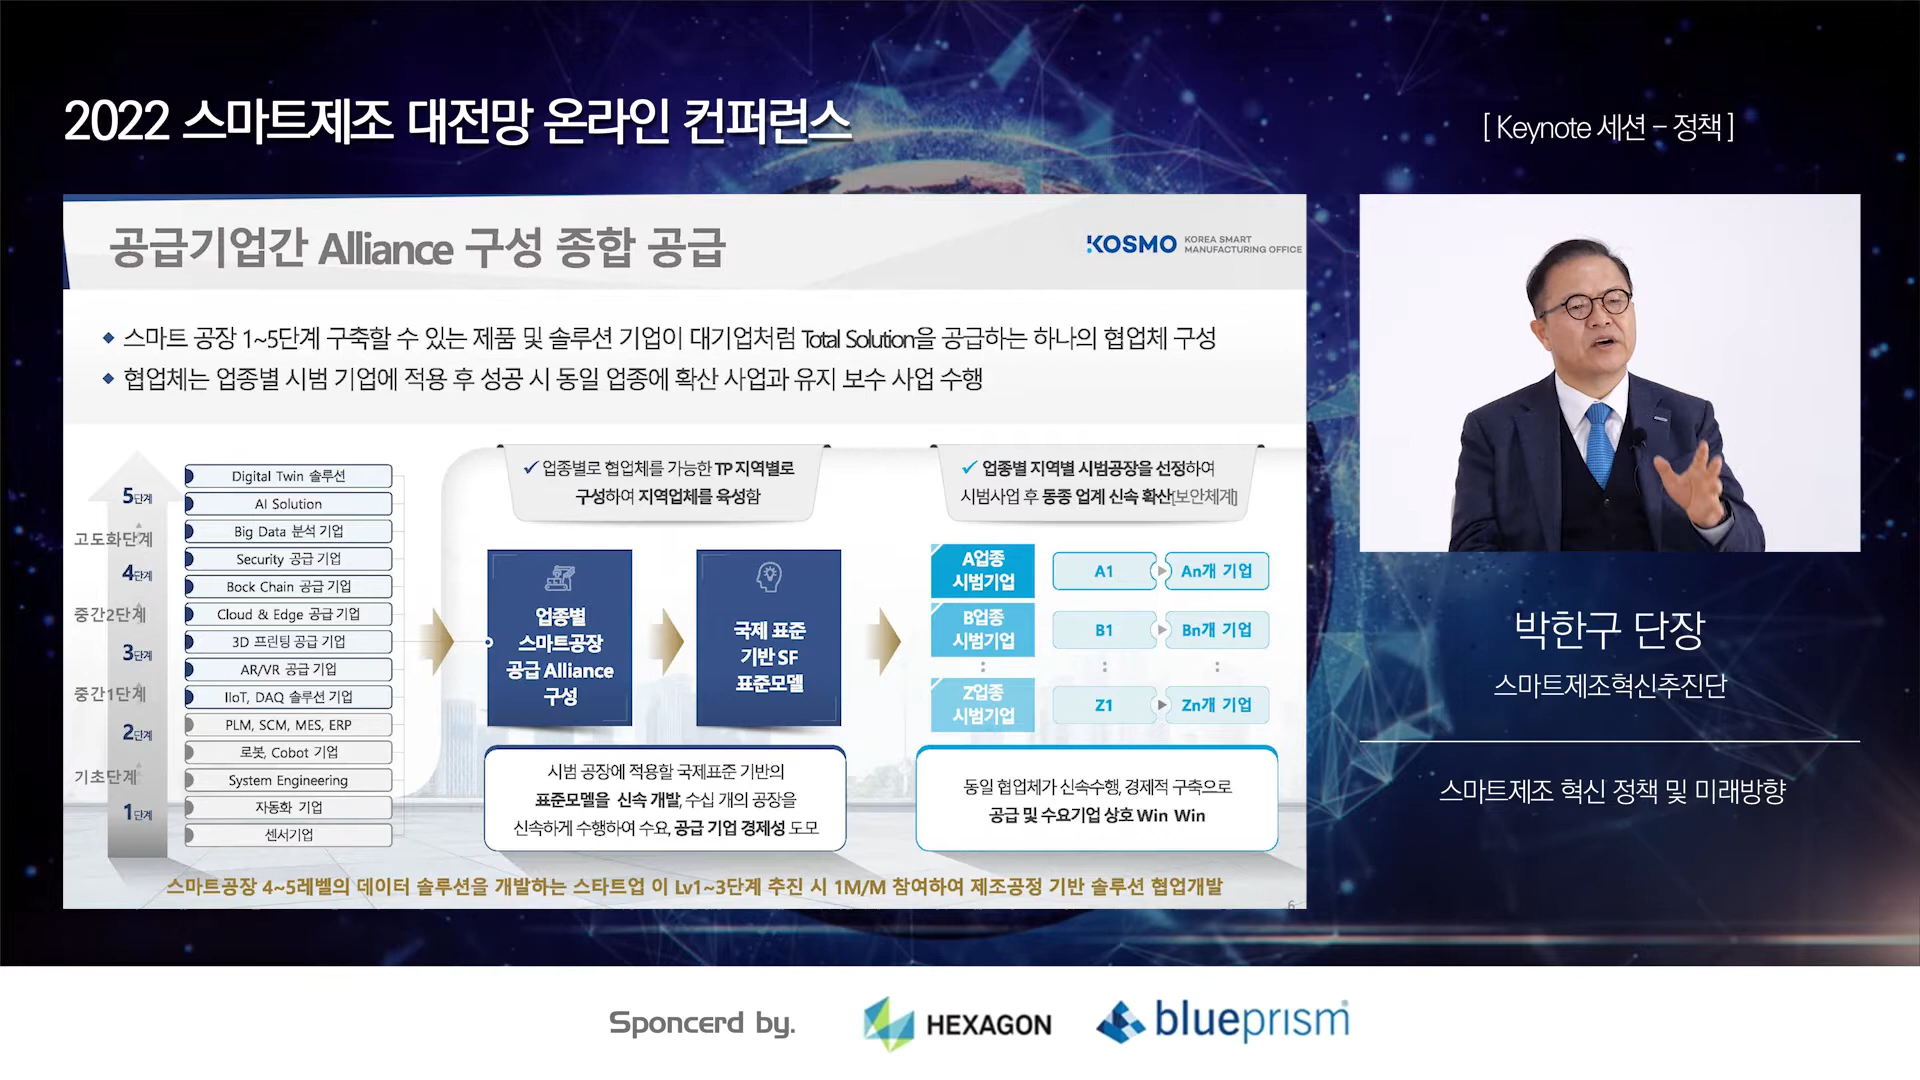 2022 스마트제조 대전망 온라인 컨퍼런스
[ Keynote 세션 – 정책 ]
공급기업간 Alliance 구성 종합 공급
KOSMO KOREA SMART
MANUFACTURING OFFICE
◆ 스마트 공장 1~5단계 구축할 수 있는 제품 및 솔루션 기업이 대기업처럼 Total Solution을 공급하는 하나의 협업체 구성
◆ 협업체는 업종별 시범 기업에 적용 후 성공 시 동일 업종에 확산 사업과 유지 보수 사업 수행
5단계
고도화단계
4단계
중간2단계
3단계
중간1단계
2단계
기초단계
1단계
Digital Twin 솔루션
AI Solution
Big Data 분석 기업
Security 공급 기업
Bock Chain 공급 기업
Cloud & Edge 공급 기업
3D 프린팅 공급 기업
AR/VR 공급 기업
IIoT, DAQ 솔루션 기업
PLM, SCM, MES, ERP
로봇, Cobot 기업
System Engineering
자동화 기업
센서기업
✓ 업종별로 협업체를 가능한 TP 지역별로
구성하여 지역업체를 육성함
업종별
스마트공장
공급 Alliance
구성
국제 표준
기반 SF
표준모델
시범 공장에 적용할 국제표준 기반의
표준모델을 신속 개발, 수십 개의 공장을
신속하게 수행하여 수요, 공급 기업 경제성 도모
✓ 업종별 지역별 시범공장을 선정하여
시범사업 후 동종 업계 신속 확산[보안체계]
A업종
시범기업
A1
An개 기업
B업종
시범기업
B1
Bn개 기업
:
:
:
Z업종
시범기업
Z1
Zn개 기업
동일 협업체가 신속수행, 경제적 구축으로
공급 및 수요기업 상호 Win Win
스마트공장 4~5레벨의 데이터 솔루션을 개발하는 스타트업 이 Lv1~3단계 추진 시 1M/M 참여하여 제조공정 기반 솔루션 협업개발
6
박한구 단장
스마트제조혁신추진단
스마트제조 혁신 정책 및 미래방향
Sponcerd by.
HEXAGON
blueprism